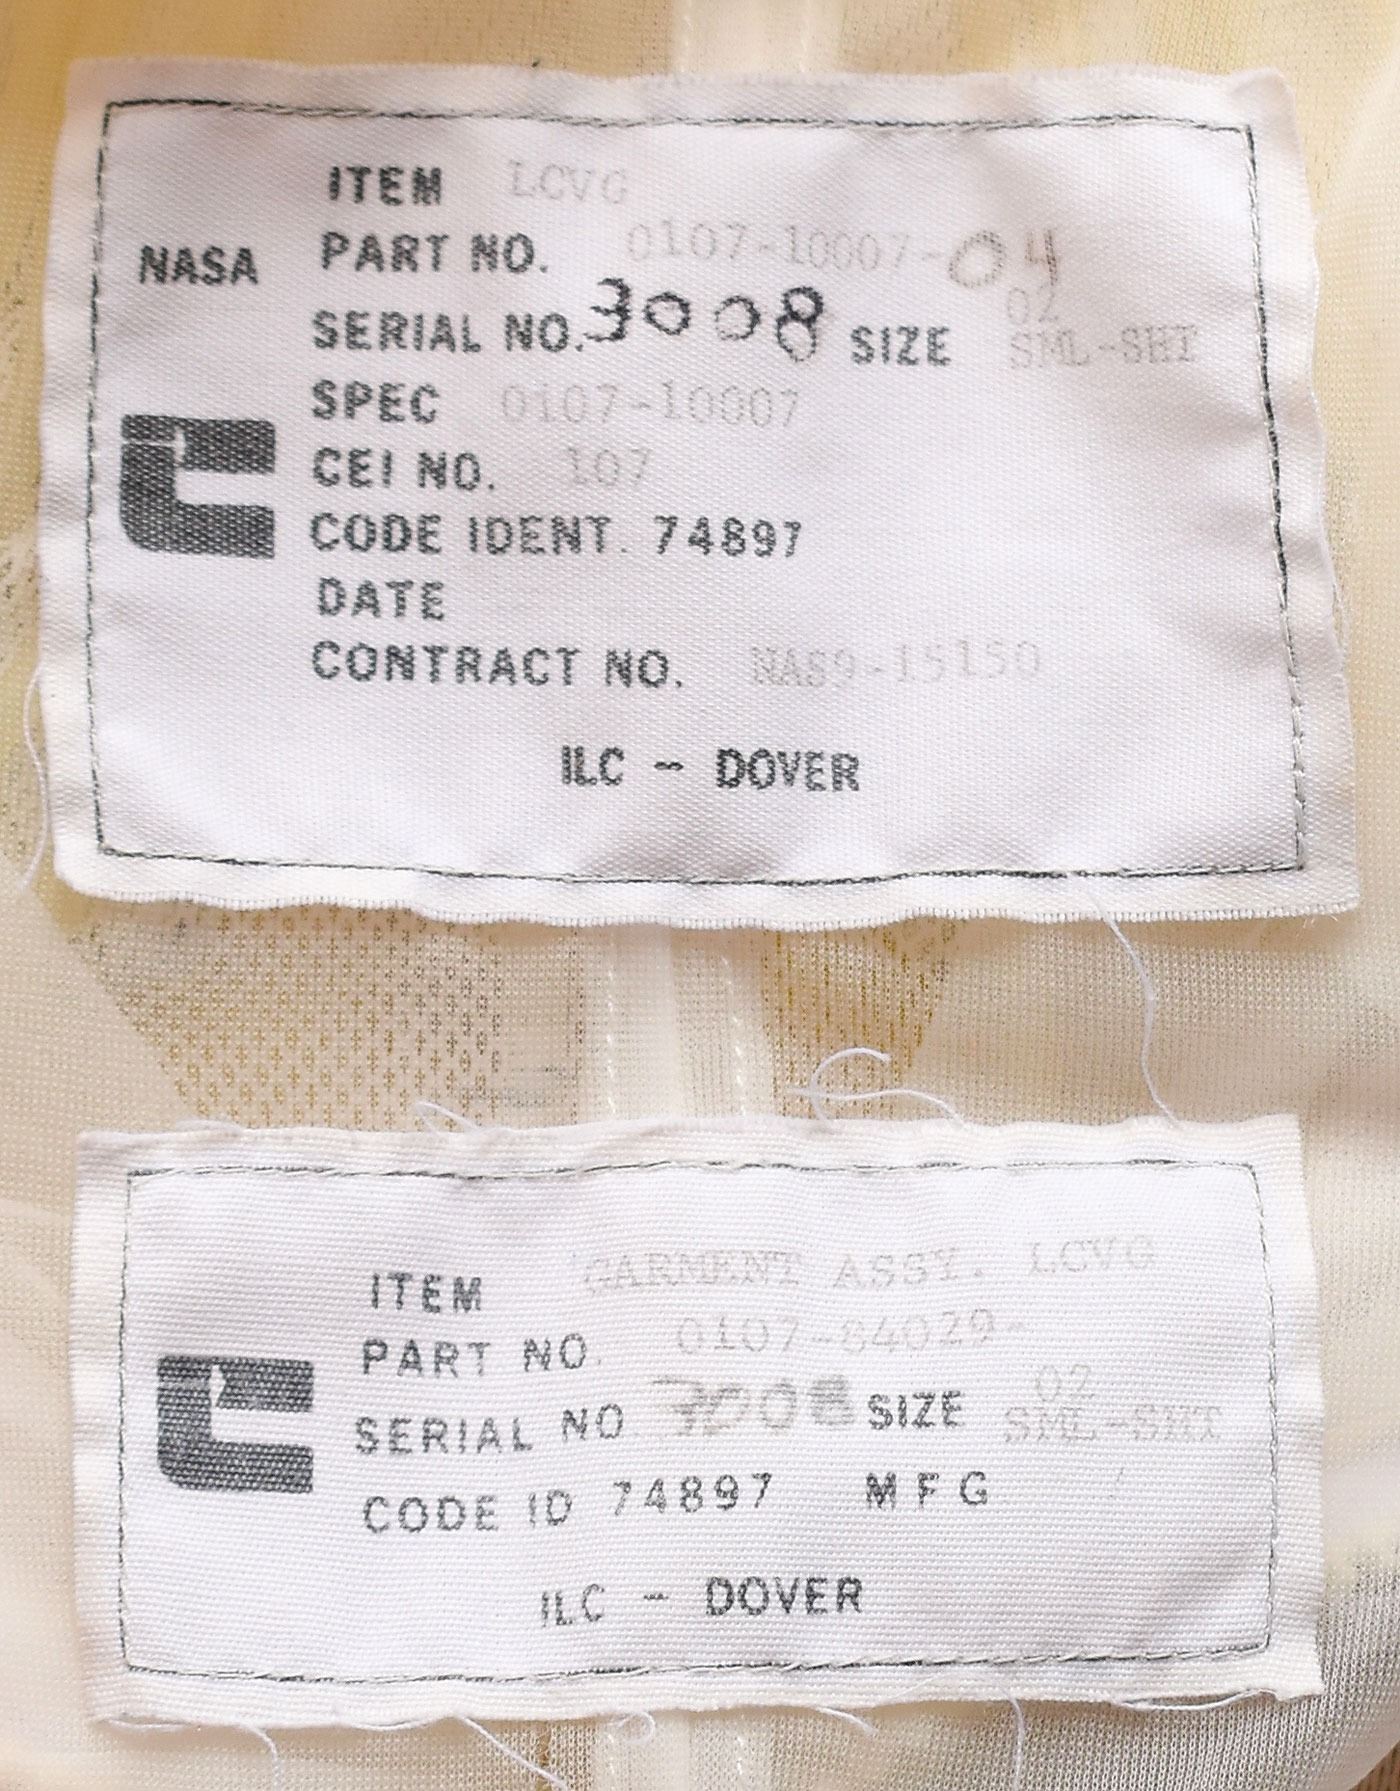 ITEM LCVG
NASA PART NO. 0107-10007-04
02
SERIAL NO. 3008 SIZE SML-SHT
SPEC 0107-10007
CEI NO. 107
CODE IDENT. 74897
DATE
CONTRACT NO. NAS9-15150
ILC - DOVER
ITEM GARMENT ASSY. LCVG
PART NO. 0107-84029-
02
SERIAL NO. SIZE SML-SHT
CODE ID 74897 MFG
ILC - DOVER